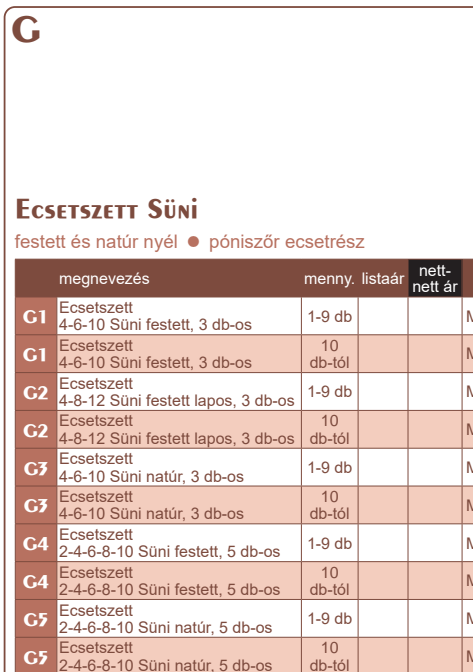 G
Ecsetszett Süni
festett és natúr nyél ● póniszőr ecsetrész
megnevezés menny. listaár nett-
nett ár
G1 Ecsetszett
4-6-10 Süni festett, 3 db-os 1-9 db M
G1 Ecsetszett
4-6-10 Süni festett, 3 db-os 10
db-tól M
G2 Ecsetszett
4-8-12 Süni festett lapos, 3 db-os 1-9 db M
G2 Ecsetszett
4-8-12 Süni festett lapos, 3 db-os 10
db-tól M
G3 Ecsetszett
4-6-10 Süni natúr, 3 db-os 1-9 db M
G3 Ecsetszett
4-6-10 Süni natúr, 3 db-os 10
db-tól M
G4 Ecsetszett
2-4-6-8-10 Süni festett, 5 db-os 1-9 db M
G4 Ecsetszett
2-4-6-8-10 Süni festett, 5 db-os 10
db-tól M
G5 Ecsetszett
2-4-6-8-10 Süni natúr, 5 db-os 1-9 db M
G5 Ecsetszett
2-4-6-8-10 Süni natúr, 5 db-os 10
db-tól M